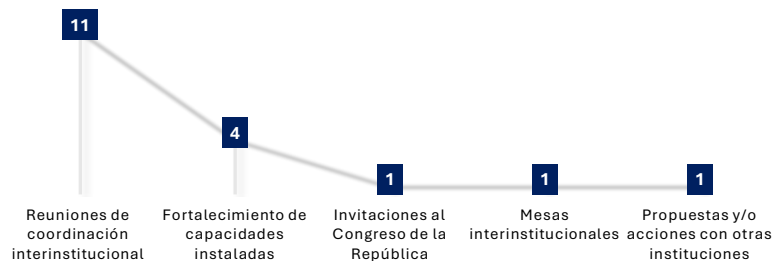 11
4
1
1
1
Reuniones de
coordinación
interinstitucional
Fortalecimiento de
capacidades
instaladas
Invitaciones al
Congreso de la
República
Mesas
interinstitucionales
Propuestas y/o
acciones con otras
instituciones